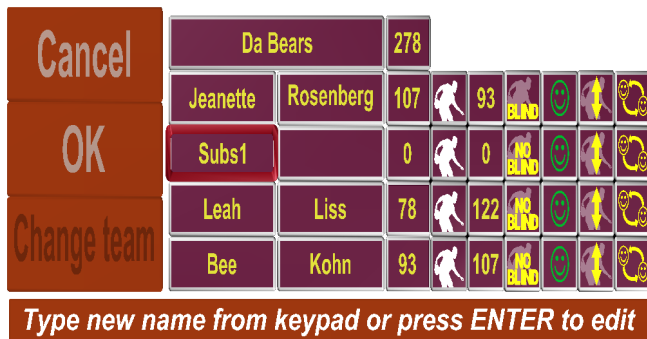 Cancel
OK
Change team
Da Bears 278
Jeanette Rosenberg 107 93 BLIND
Subs1 0 0 NO BLIND
Leah Liss 78 122 NO BLIND
Bee Kohn 93 107 NO BLIND
Type new name from keypad or press ENTER to edit